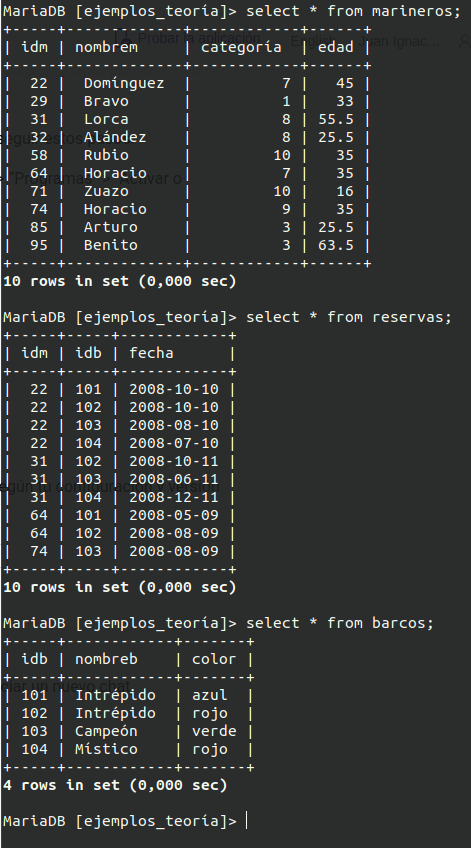 MariaDB [ejemplos_teoría]> select * from marineros;
+-----+-----------+-----------+------+
| idm | nombrem | categoría | edad |
+-----+-----------+-----------+------+
| 22 | Domínguez | 7 | 45 |
| 29 | Bravo | 1 | 33 |
| 31 | Lorca | 8 | 55.5 |
| 32 | Alández | 8 | 25.5 |
| 58 | Rubio | 10 | 35 |
| 64 | Horacio | 7 | 35 |
| 71 | Zuazo | 10 | 16 |
| 74 | Horacio | 9 | 35 |
| 85 | Arturo | 3 | 25.5 |
| 95 | Benito | 3 | 63.5 |
+-----+-----------+-----------+------+
10 rows in set (0,000 sec)
MariaDB [ejemplos_teoría]> select * from reservas;
+-----+-----+------------+
| idm | idb | fecha |
+-----+-----+------------+
| 22 | 101 | 2008-10-10 |
| 22 | 102 | 2008-10-10 |
| 22 | 103 | 2008-08-10 |
| 22 | 104 | 2008-07-10 |
| 31 | 102 | 2008-10-11 |
| 31 | 103 | 2008-06-11 |
| 31 | 104 | 2008-12-11 |
| 64 | 101 | 2008-05-09 |
| 64 | 102 | 2008-08-09 |
| 74 | 103 | 2008-08-09 |
+-----+-----+------------+
10 rows in set (0,000 sec)
MariaDB [ejemplos_teoría]> select * from barcos;
+-----+------------+-------+
| idb | nombreb | color |
+-----+------------+-------+
| 101 | Intrépido | azul |
| 102 | Intrépido | rojo |
| 103 | Campeón | verde |
| 104 | Místico | rojo |
+-----+------------+-------+
4 rows in set (0,000 sec)
MariaDB [ejemplos_teoría]>